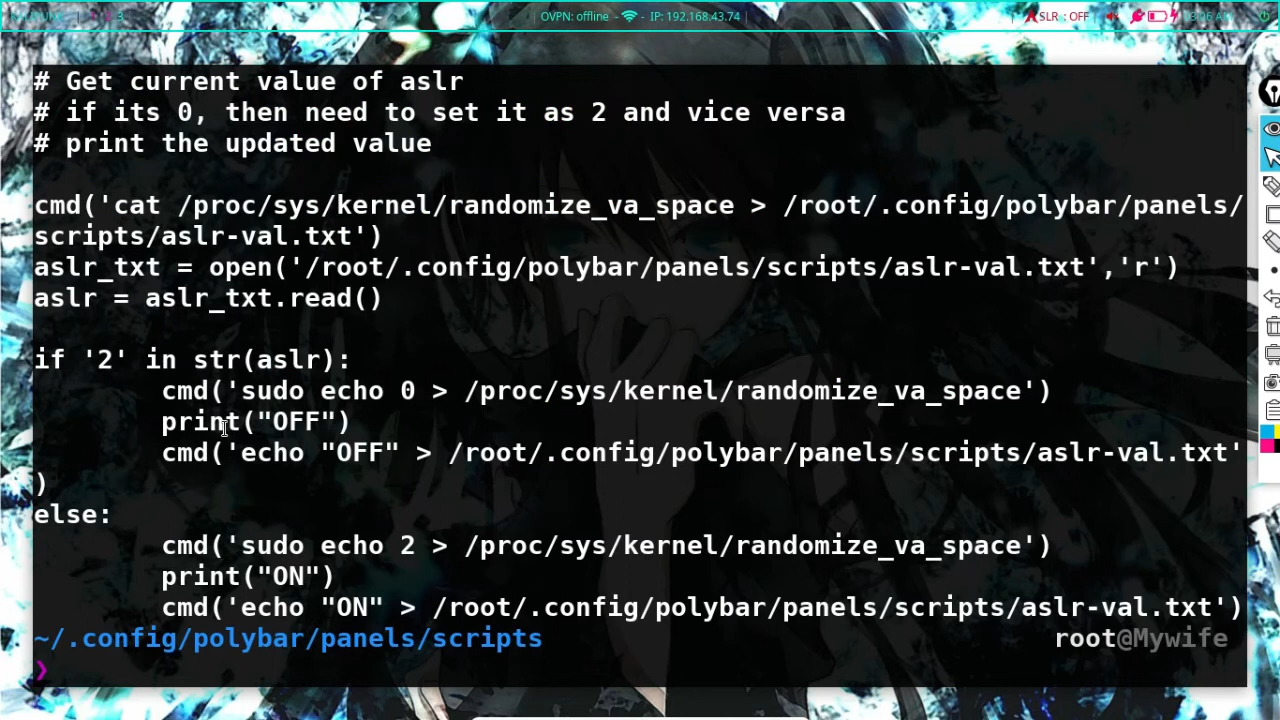 OVPN: offline - - IP: 192.168.43.74
SLR : OFF
# Get current value of aslr
# if its 0, then need to set it as 2 and vice versa
# print the updated value
cmd('cat /proc/sys/kernel/randomize_va_space > /root/.config/polybar/panels/
scripts/aslr-val.txt')
aslr_txt = open('/root/.config/polybar/panels/scripts/aslr-val.txt','r')
aslr = aslr_txt.read()
if '2' in str(aslr):
cmd('sudo echo 0 > /proc/sys/kernel/randomize_va_space')
print("OFF")
cmd('echo "OFF" > /root/.config/polybar/panels/scripts/aslr-val.txt'
)
else:
cmd('sudo echo 2 > /proc/sys/kernel/randomize_va_space')
print("ON")
cmd('echo "ON" > /root/.config/polybar/panels/scripts/aslr-val.txt')
~/.config/polybar/panels/scripts root@Mywife
❯